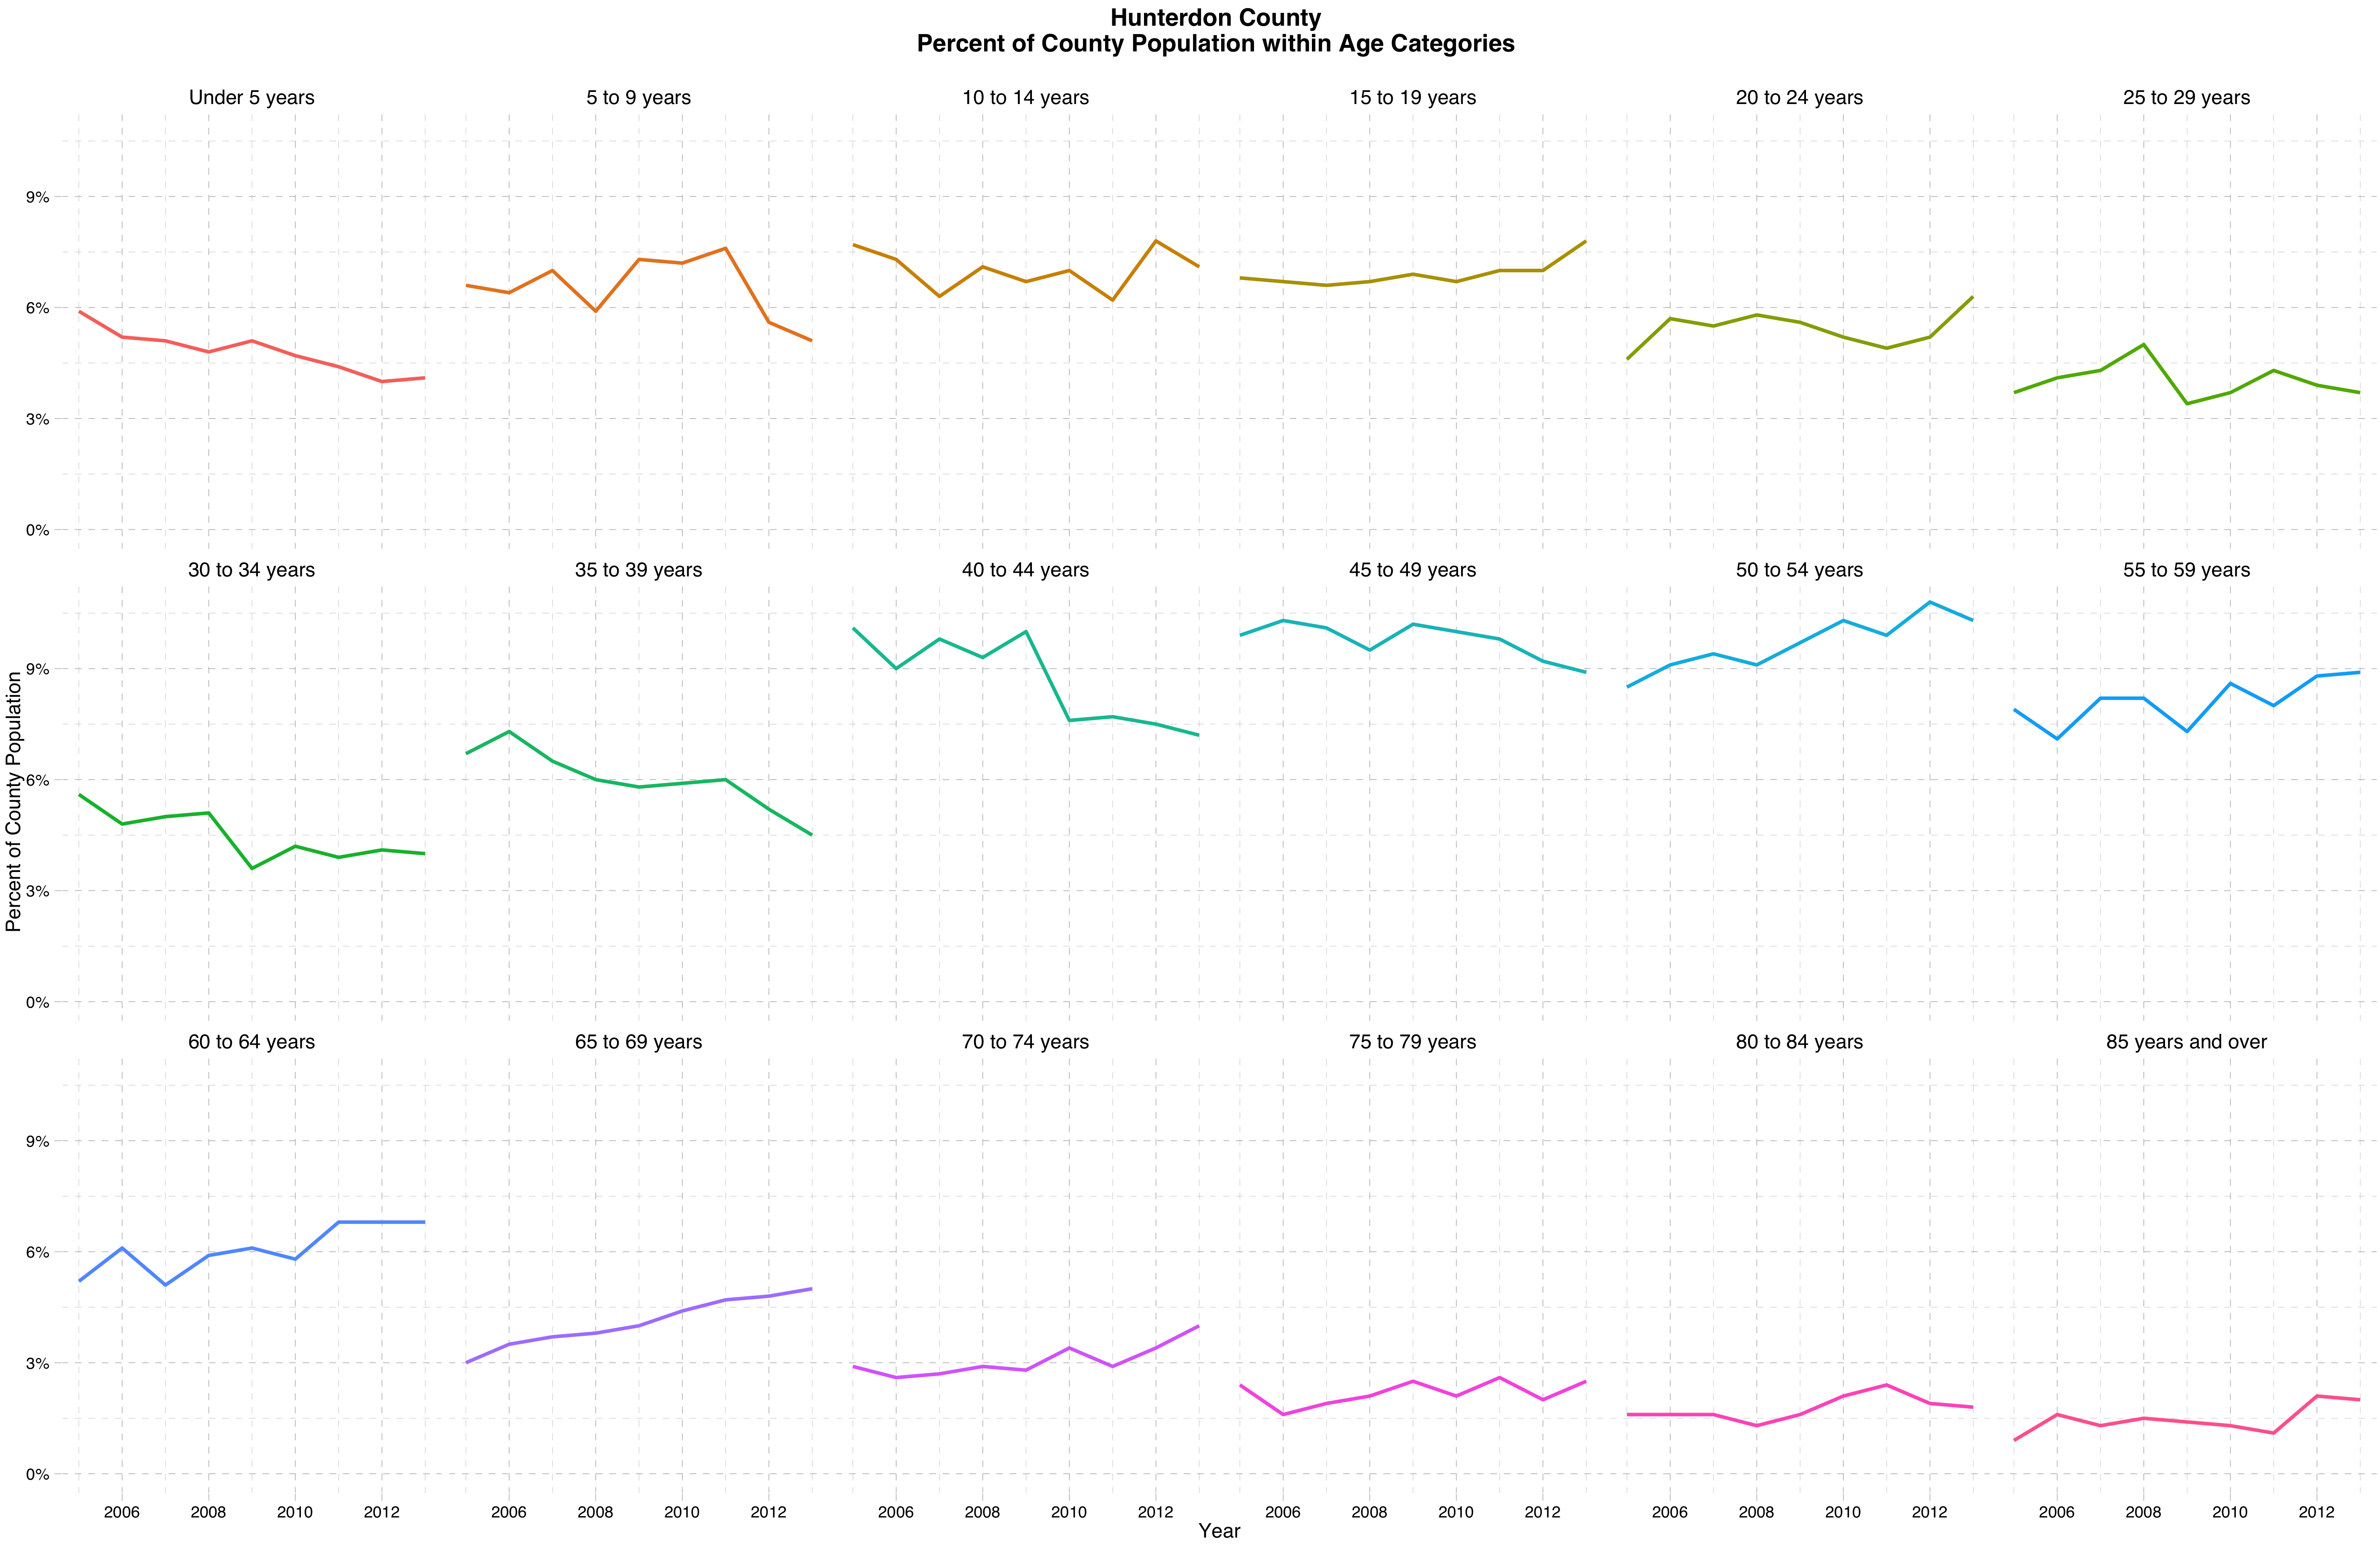 Hunterdon County
Percent of County Population within Age Categories
Under 5 years
5 to 9 years
10 to 14 years
15 to 19 years
20 to 24 years
25 to 29 years
9%
6%
3%
0%
30 to 34 years
35 to 39 years
40 to 44 years
45 to 49 years
50 to 54 years
55 to 59 years
9%
6%
3%
0%
Percent of County Population
60 to 64 years
65 to 69 years
70 to 74 years
75 to 79 years
80 to 84 years
85 years and over
9%
6%
3%
0%
2006 2008 2010 2012
2006 2008 2010 2012
2006 2008 2010 2012
2006 2008 2010 2012
2006 2008 2010 2012
2006 2008 2010 2012
Year